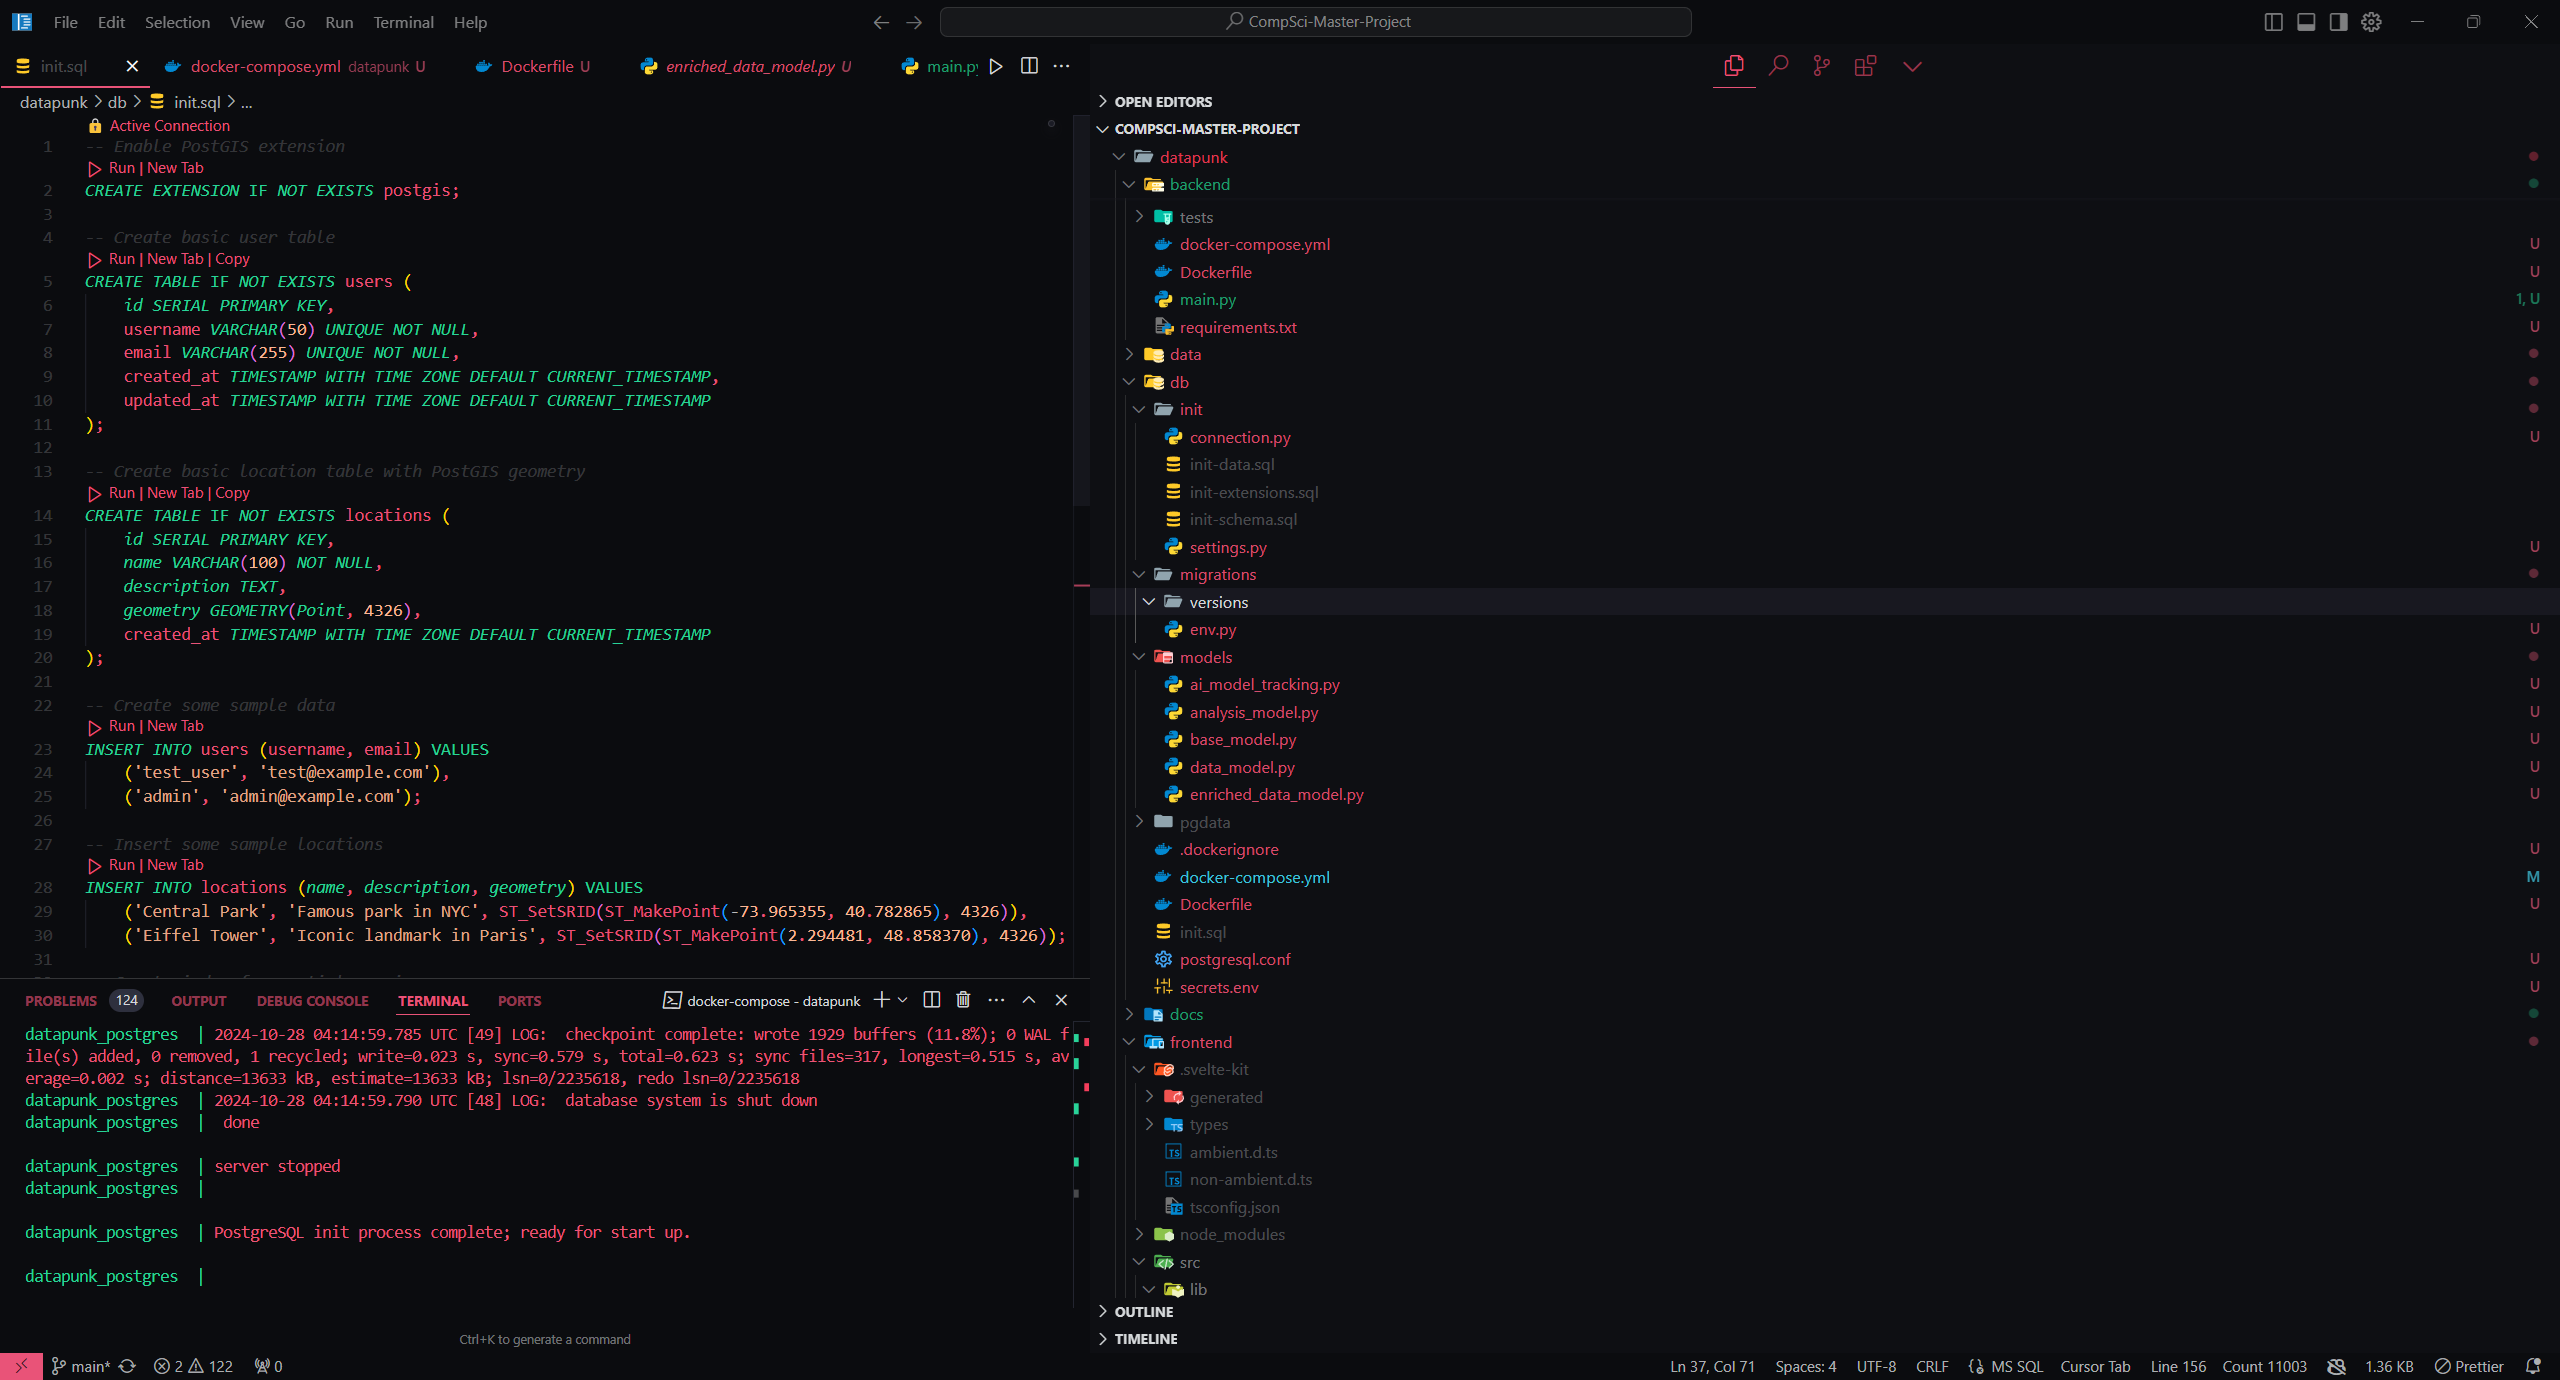 File Edit Selection View Go Run Terminal Help
CompSci-Master-Project
init.sql
docker-compose.yml datapunk U
Dockerfile U
enriched_data_model.py U
main.py
datapunk > db > init.sql > ...
Active Connection
1 -- Enable PostGIS extension
Run | New Tab
2 CREATE EXTENSION IF NOT EXISTS postgis;
3
4 -- Create basic user table
Run | New Tab | Copy
5 CREATE TABLE IF NOT EXISTS users (
6 id SERIAL PRIMARY KEY,
7 username VARCHAR(50) UNIQUE NOT NULL,
8 email VARCHAR(255) UNIQUE NOT NULL,
9 created_at TIMESTAMP WITH TIME ZONE DEFAULT CURRENT_TIMESTAMP,
10 updated_at TIMESTAMP WITH TIME ZONE DEFAULT CURRENT_TIMESTAMP
11 );
12
13 -- Create basic location table with PostGIS geometry
Run | New Tab | Copy
14 CREATE TABLE IF NOT EXISTS locations (
15 id SERIAL PRIMARY KEY,
16 name VARCHAR(100) NOT NULL,
17 description TEXT,
18 geometry GEOMETRY(Point, 4326),
19 created_at TIMESTAMP WITH TIME ZONE DEFAULT CURRENT_TIMESTAMP
20 );
21
22 -- Create some sample data
Run | New Tab
23 INSERT INTO users (username, email) VALUES
24 ('test_user', 'test@example.com'),
25 ('admin', 'admin@example.com');
26
27 -- Insert some sample locations
Run | New Tab
28 INSERT INTO locations (name, description, geometry) VALUES
29 ('Central Park', 'Famous park in NYC', ST_SetSRID(ST_MakePoint(-73.965355, 40.782865), 4326)),
30 ('Eiffel Tower', 'Iconic landmark in Paris', ST_SetSRID(ST_MakePoint(2.294481, 48.858370), 4326));
31
PROBLEMS 124 OUTPUT DEBUG CONSOLE TERMINAL PORTS
docker-compose - datapunk
datapunk_postgres | 2024-10-28 04:14:59.785 UTC [49] LOG:  checkpoint complete: wrote 1929 buffers (11.8%); 0 WAL f
ile(s) added, 0 removed, 1 recycled; write=0.023 s, sync=0.579 s, total=0.623 s; sync files=317, longest=0.515 s, av
erage=0.002 s; distance=13633 kB, estimate=13633 kB; lsn=0/2235618, redo lsn=0/2235618
datapunk_postgres | 2024-10-28 04:14:59.790 UTC [48] LOG:  database system is shut down
datapunk_postgres |  done
datapunk_postgres | server stopped
datapunk_postgres |
datapunk_postgres | PostgreSQL init process complete; ready for start up.
datapunk_postgres |
Ctrl+K to generate a command
OPEN EDITORS
COMPSCI-MASTER-PROJECT
datapunk
backend
tests
docker-compose.yml U
Dockerfile U
main.py 1, U
requirements.txt U
data
db
init
connection.py U
init-data.sql
init-extensions.sql
init-schema.sql
settings.py U
migrations
versions
env.py U
models
ai_model_tracking.py U
analysis_model.py U
base_model.py U
data_model.py U
enriched_data_model.py U
pgdata
.dockerignore U
docker-compose.yml M
Dockerfile U
init.sql
postgresql.conf U
secrets.env U
docs
frontend
.svelte-kit
generated
types
ambient.d.ts
non-ambient.d.ts
tsconfig.json
node_modules
src
lib
OUTLINE
TIMELINE
main* 2 122 0
Ln 37, Col 71 Spaces: 4 UTF-8 CRLF MS SQL Cursor Tab Line 156 Count 11003 1.36 KB Prettier